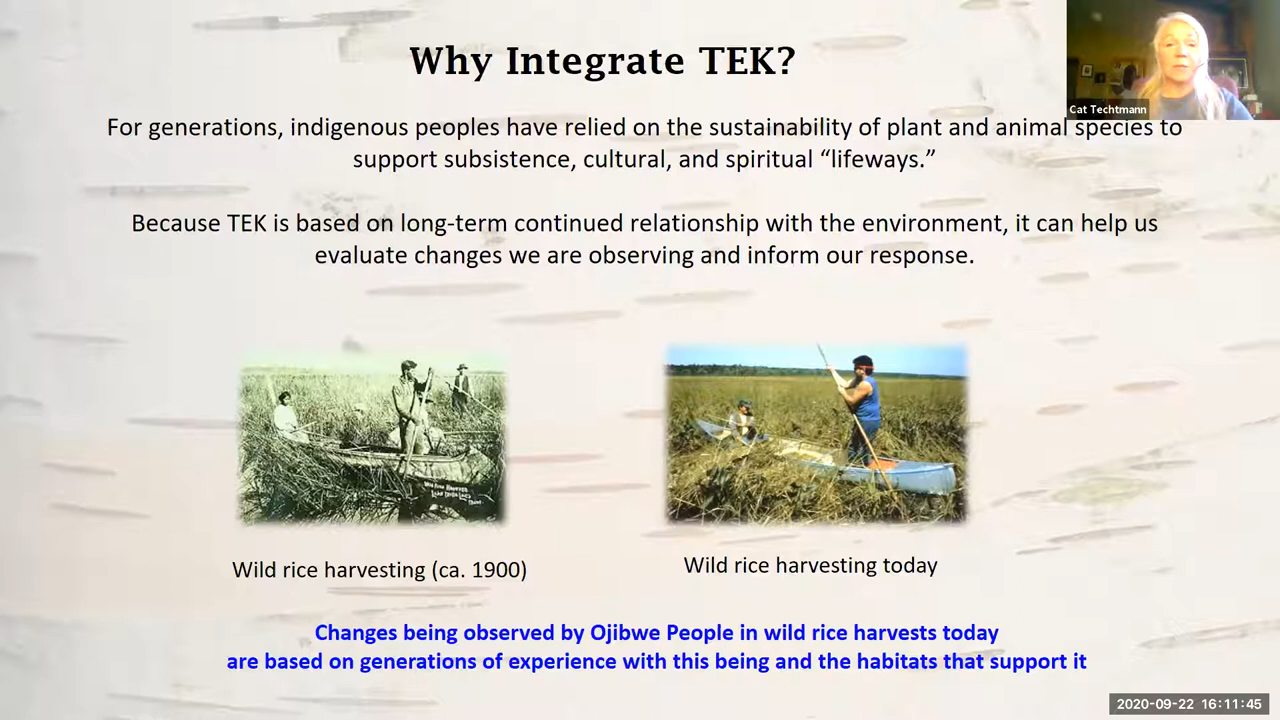 Why Integrate TEK?
Cat Techtmann
For generations, indigenous peoples have relied on the sustainability of plant and animal species to
support subsistence, cultural, and spiritual “lifeways.”
Because TEK is based on long-term continued relationship with the environment, it can help us
evaluate changes we are observing and inform our response.
Wild rice harvesting (ca. 1900)
Wild rice harvesting today
Changes being observed by Ojibwe People in wild rice harvests today
are based on generations of experience with this being and the habitats that support it
2020-09-22 16:11:45